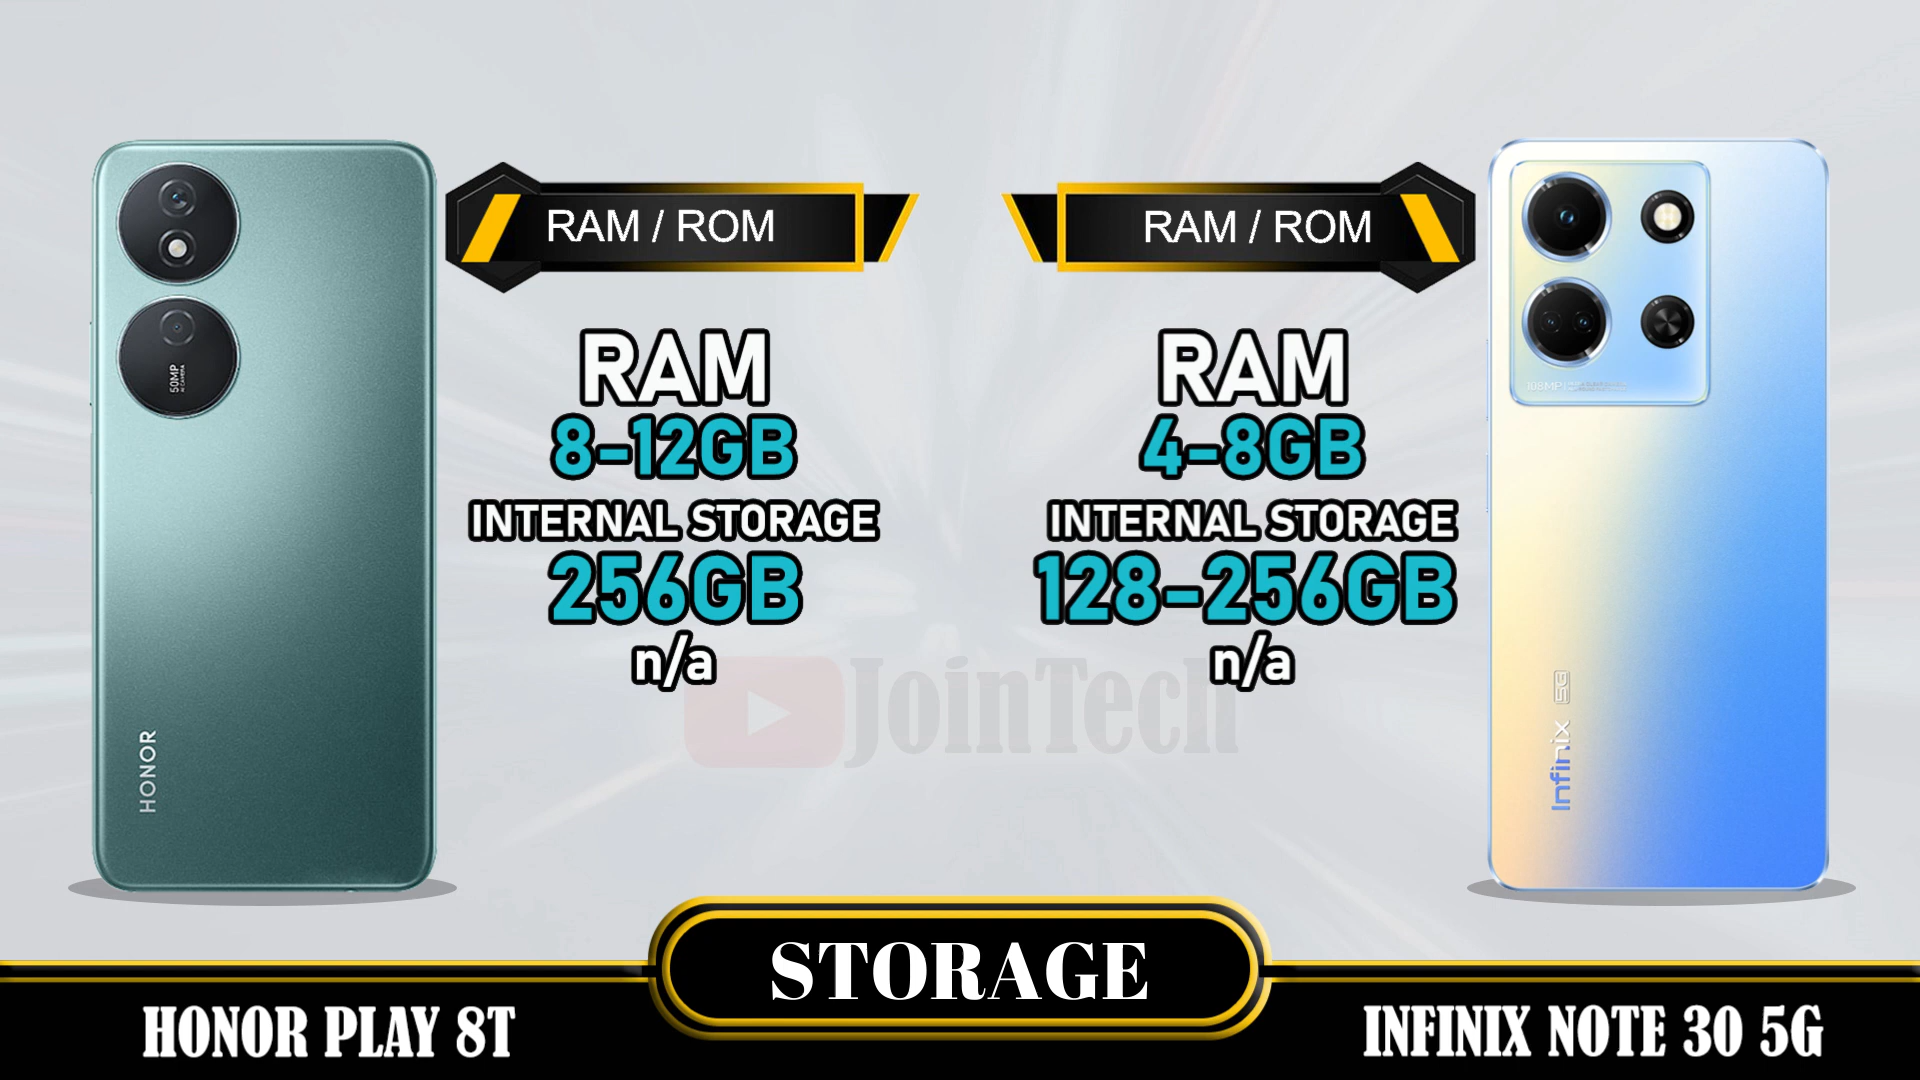 RAM / ROM
RAM
8-12GB
INTERNAL STORAGE
256GB
n/a
RAM / ROM
RAM
4-8GB
INTERNAL STORAGE
128-256GB
n/a
50MP
HONOR
108MP
Infinix 5G
JoinTech
STORAGE
HONOR PLAY 8T
INFINIX NOTE 30 5G